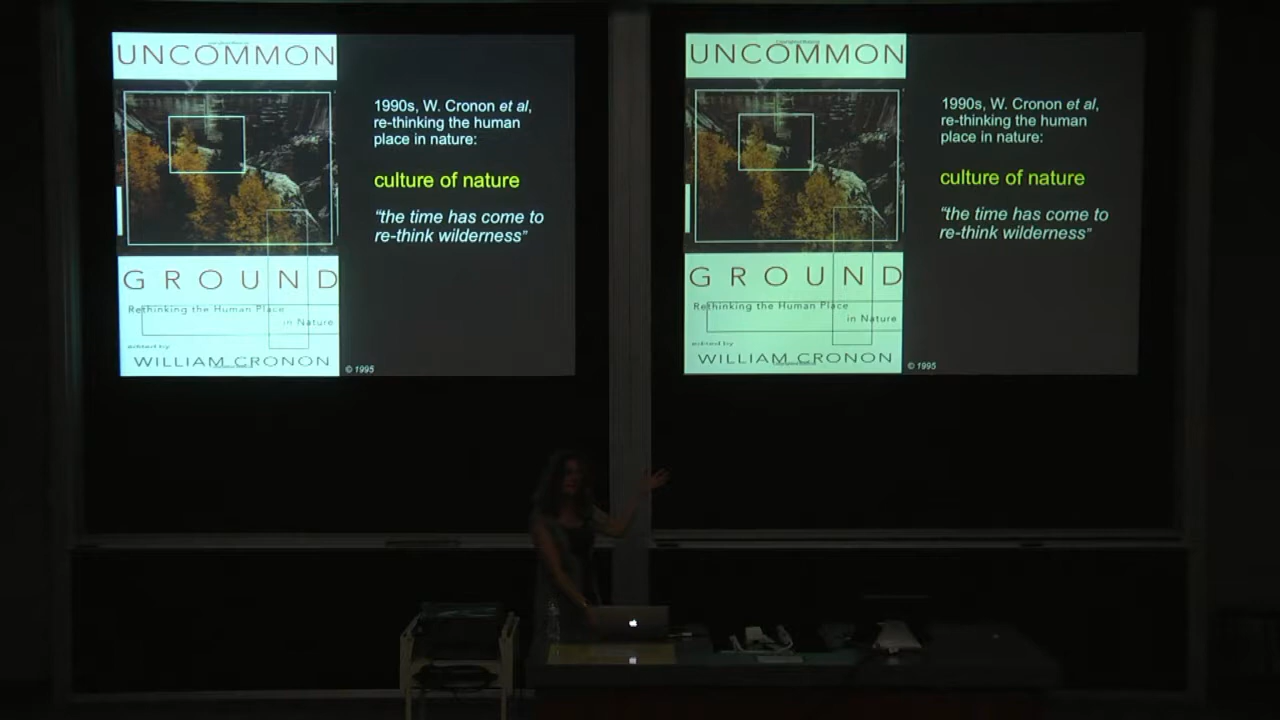 UNCOMMON
GROUND
Rethinking the Human Place
in Nature
edited by
WILLIAM CRONON
© 1995
1990s, W. Cronon et al,
re-thinking the human
place in nature:
culture of nature
“the time has come to
re-think wilderness”
UNCOMMON
GROUND
Rethinking the Human Place
in Nature
edited by
WILLIAM CRONON
© 1995
1990s, W. Cronon et al,
re-thinking the human
place in nature:
culture of nature
“the time has come to
re-think wilderness”